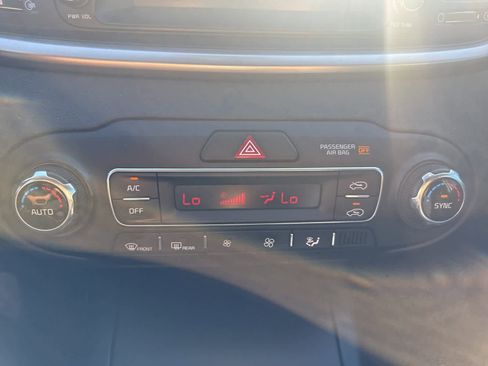 PWR VOL
PASSENGER
AIR BAG OFF
A/C
Lo Lo
AUTO
OFF
SYNC
FRONT
REAR